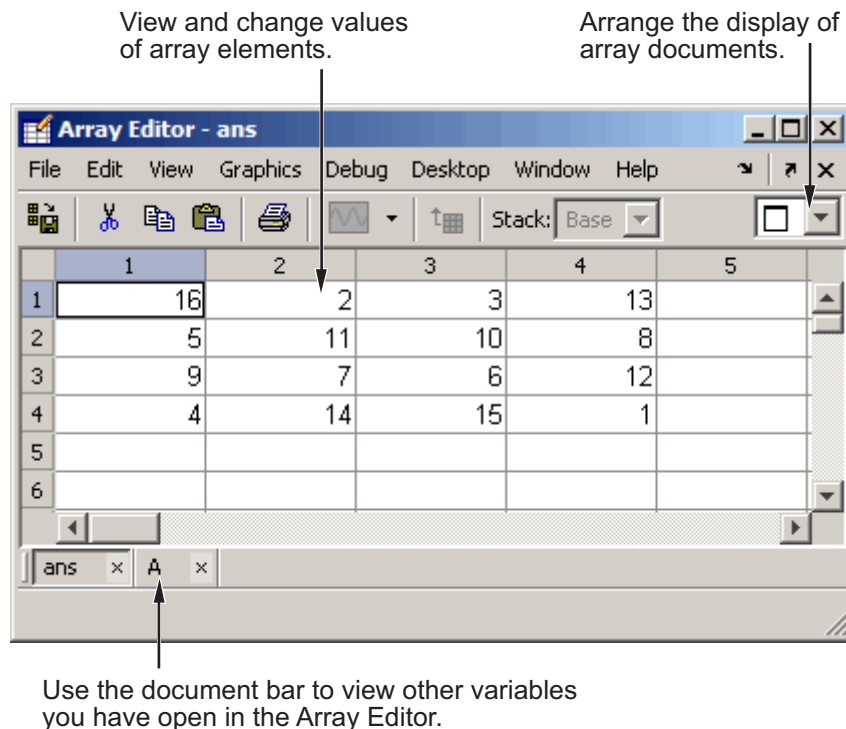 View and change values
of array elements.
Arrange the display of
array documents.
Array Editor - ans
File Edit View Graphics Debug Desktop Window Help
Stack: Base
1 2 3 4 5
1 16 2 3 13
2 5 11 10 8
3 9 7 6 12
4 4 14 15 1
5
6
ans × A ×
Use the document bar to view other variables
you have open in the Array Editor.